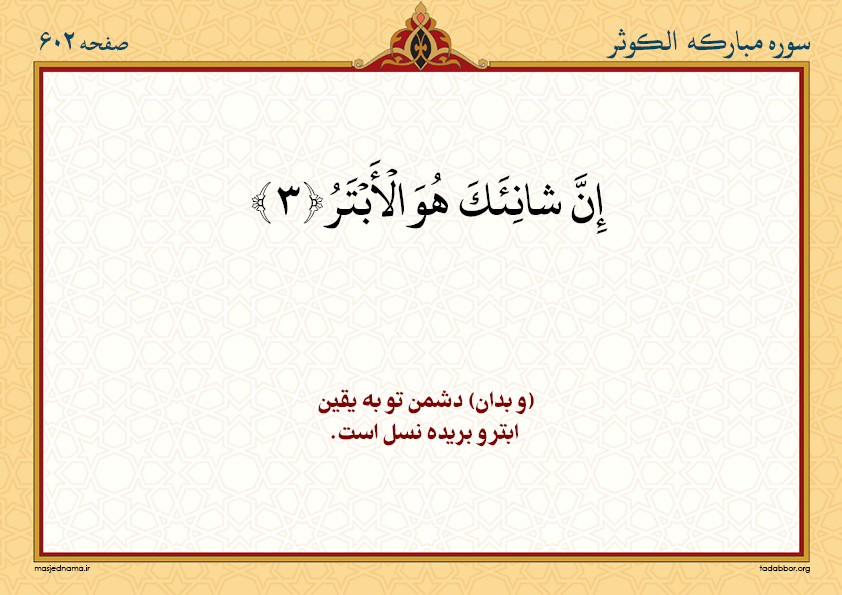 سوره مبارکه الکوثر
صفحه ۶۰۲
إِنَّ شانِئَكَ هُوَ الْأَبْتَرُ ﴿٣﴾
(و بدان) دشمن تو به یقین
ابتر و بریده نسل است.
masjednama.ir
tadabbor.org